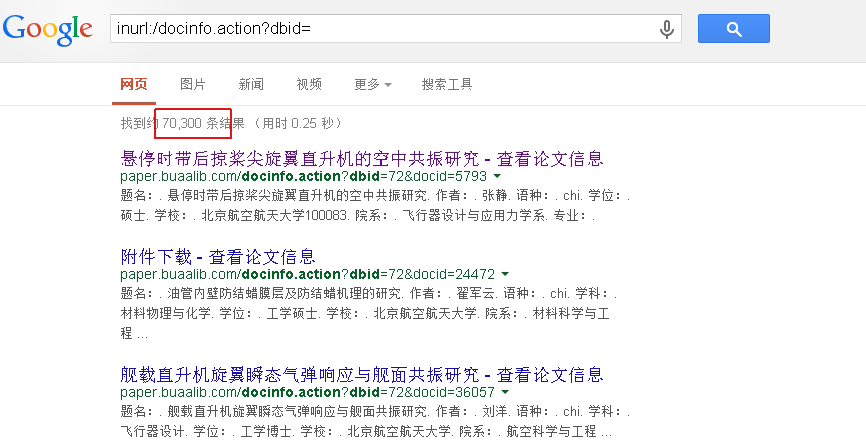 Google
inurl:/docinfo.action?dbid=
网页 图片 新闻 视频 更多 搜索工具
找到约 70,300 条结果 (用时 0.25 秒)
悬停时带后掠桨尖旋翼直升机的空中共振研究 - 查看论文信息
paper.buaalib.com/docinfo.action?dbid=72&docid=5793
题名: . 悬停时带后掠桨尖旋翼直升机的空中共振研究. 作者: . 张静. 语种: . chi. 学位: .
硕士. 学校: . 北京航空航天大学100083. 院系: . 飞行器设计与应用力学系. 专业: .
附件下载 - 查看论文信息
paper.buaalib.com/docinfo.action?dbid=72&docid=24472
题名: . 油管内壁防结蜡膜层及防结蜡机理的研究. 作者: . 翟军云. 语种: . chi. 学科: .
材料物理与化学. 学位: . 工学硕士. 学校: . 北京航空航天大学. 院系: . 材料科学与工
程 ...
舰载直升机旋翼瞬态气弹响应与舰面共振研究 - 查看论文信息
paper.buaalib.com/docinfo.action?dbid=72&docid=36057
题名: . 舰载直升机旋翼瞬态气弹响应与舰面共振研究. 作者: . 刘洋. 语种: . chi. 学科: .
飞行器设计. 学位: . 工学博士. 学校: . 北京航空航天大学. 院系: . 航空科学与工程 ...